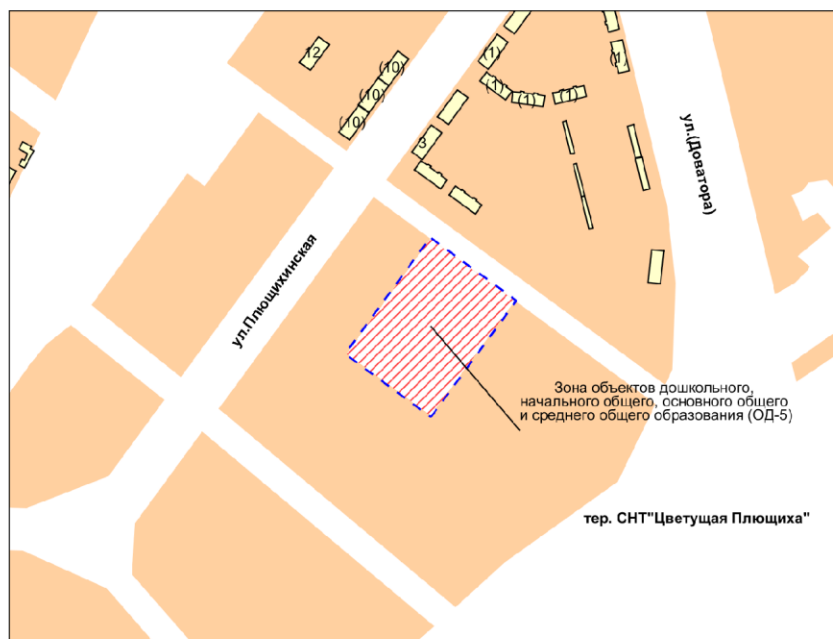 12
(10)
(10)
(10)
(1)
(1)
(1)
(1)
(1)
3
ул.(Доватора)
ул.Плющихинская
Зона объектов дошкольного,
начального общего, основного общего
и среднего общего образования (ОД-5)
тер. СНТ"Цветущая Плющиха"